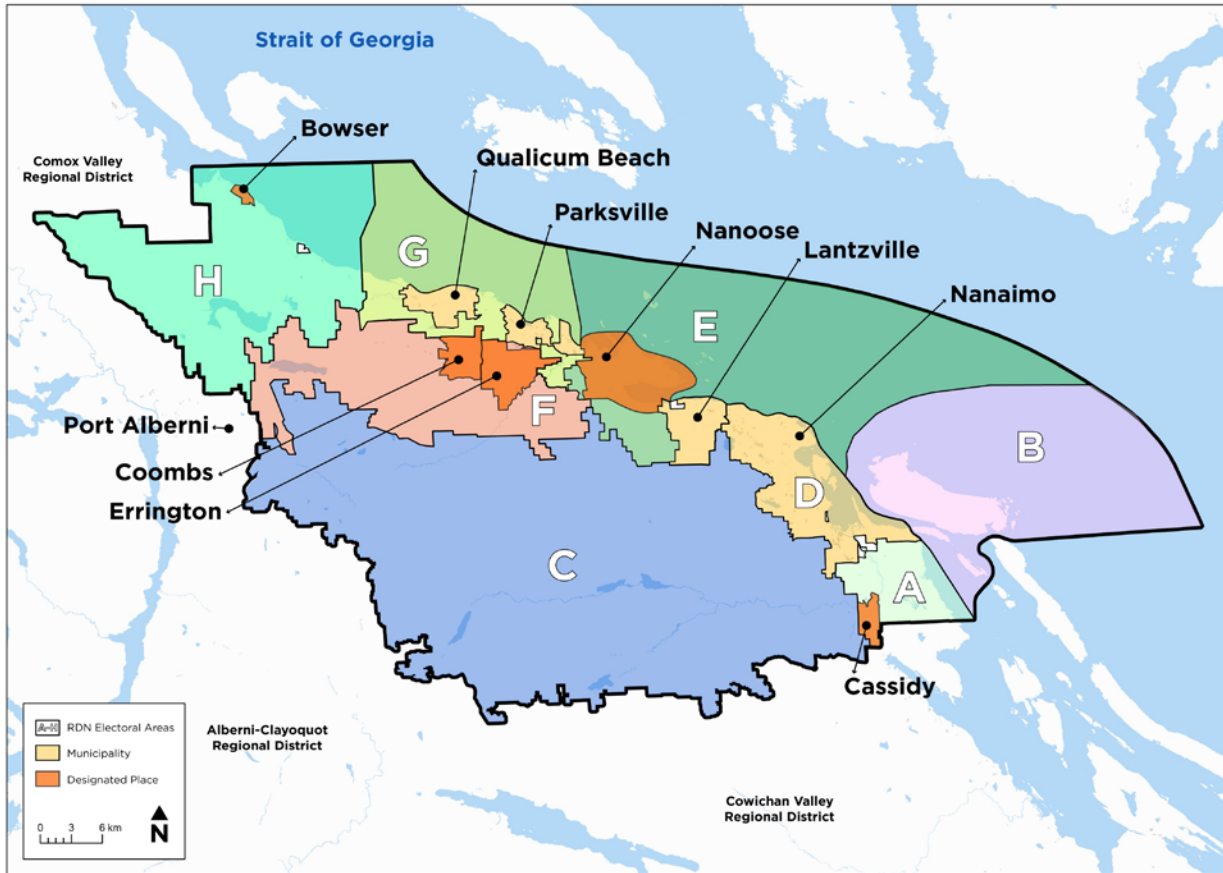 Strait of Georgia
Bowser
Comox Valley
Regional District
Qualicum Beach
Parksville
Nanoose
Lantzville
Nanaimo
G
H
E
F
B
Port Alberni
Coombs
Errington
D
C
A
Cassidy
Alberni-Clayoquot
Regional District
Cowichan Valley
Regional District
A-H RDN Electoral Areas
Municipality
Designated Place
0 3 6 km
N